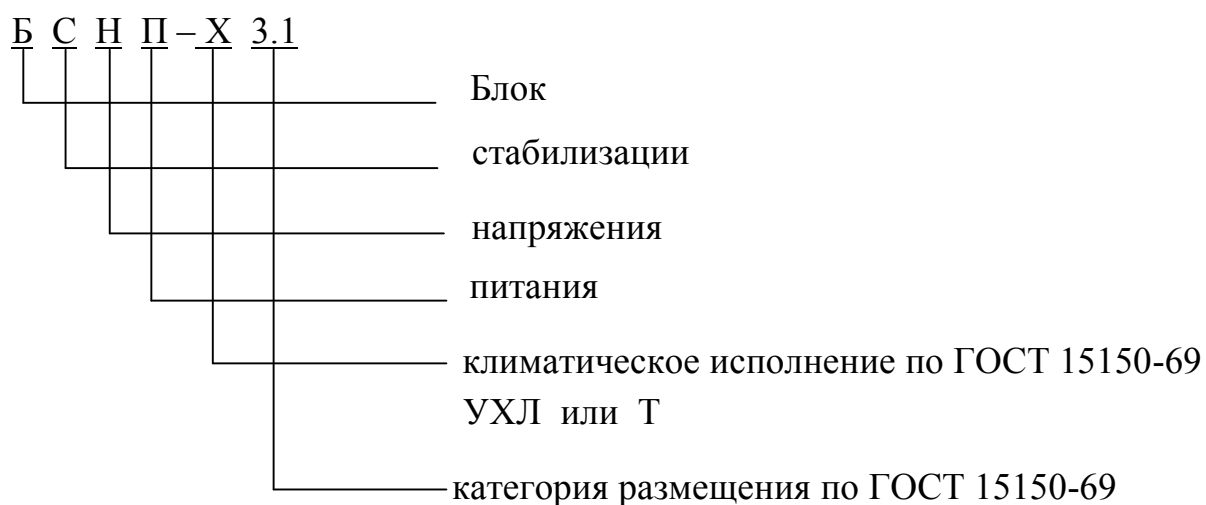 Б С Н П – Х 3.1
Блок
стабилизации
напряжения
питания
климатическое исполнение по ГОСТ 15150-69
УХЛ или Т
категория размещения по ГОСТ 15150-69